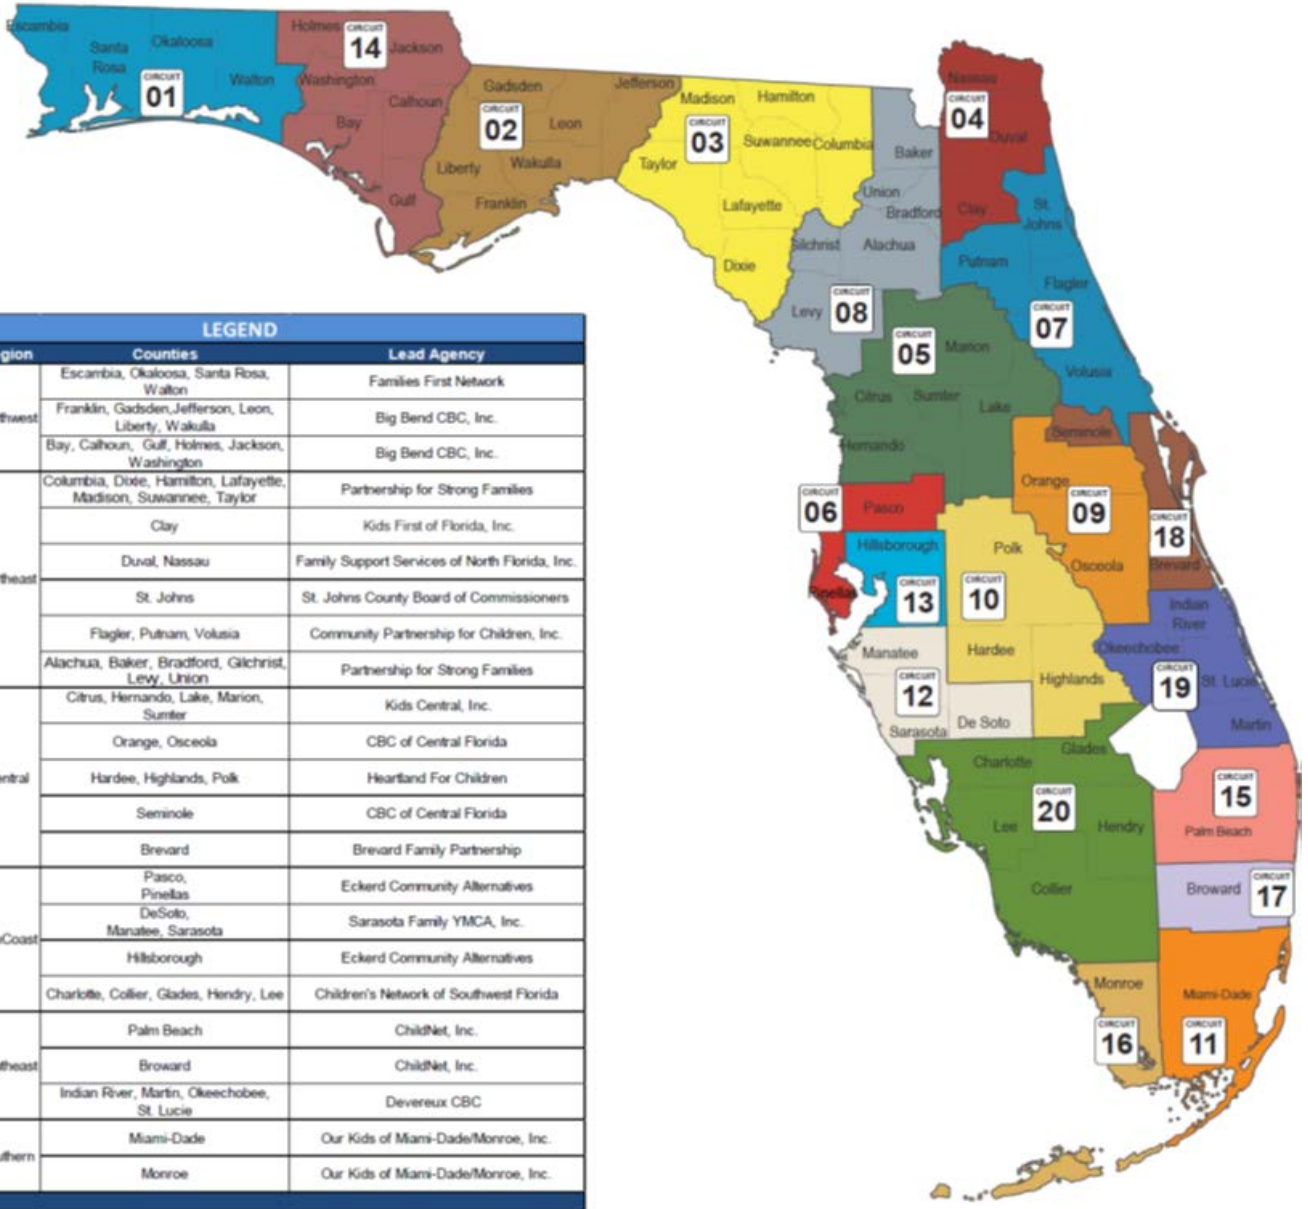 Escambia
Santa
Rosa
Okaloosa
Walton
CIRCUIT
01
Holmes
CIRCUIT
14
Jackson
Washington
Calhoun
Bay
Gulf
Gadsden
Jefferson
CIRCUIT
02
Leon
Liberty
Wakulla
Franklin
Madison
Hamilton
CIRCUIT
03
Suwannee
Columbia
Taylor
Lafayette
Dixie
Nassau
CIRCUIT
04
Duval
Clay
Baker
Union
Bradford
Gilchrist
Alachua
Levy
CIRCUIT
08
St.
Johns
Putnam
Flagler
CIRCUIT
07
Volusia
CIRCUIT
05
Marion
Citrus
Sumter
Lake
Hernando
Seminole
CIRCUIT
06
Pasco
Pinellas
Orange
CIRCUIT
09
Osceola
CIRCUIT
18
Brevard
Hillsborough
CIRCUIT
13
Polk
CIRCUIT
10
Hardee
Highlands
Indian
River
Okeechobee
CIRCUIT
19
St. Lucie
Martin
Manatee
CIRCUIT
12
Sarasota
De Soto
Charlotte
Glades
CIRCUIT
20
Lee
Hendry
Collier
CIRCUIT
15
Palm Beach
Broward
CIRCUIT
17
Monroe
CIRCUIT
16
Miami-Dade
CIRCUIT
11
LEGEND
gion Counties Lead Agency
Escambia, Okaloosa, Santa Rosa,
Walton
Families First Network
thwest
Franklin, Gadsden,Jefferson, Leon,
Liberty, Wakulla
Big Bend CBC, Inc.
Bay, Calhoun, Gulf, Holmes, Jackson,
Washington
Big Bend CBC, Inc.
Columbia, Dixie, Hamilton, Lafayette,
Madison, Suwannee, Taylor
Partnership for Strong Families
Clay Kids First of Florida, Inc.
theast
Duval, Nassau Family Support Services of North Florida, Inc.
St. Johns St. Johns County Board of Commissioners
Flagler, Putnam, Volusia Community Partnership for Children, Inc.
Alachua, Baker, Bradford, Gilchrist,
Levy, Union
Partnership for Strong Families
Citrus, Hernando, Lake, Marion,
Sumter
Kids Central, Inc.
Orange, Osceola CBC of Central Florida
entral
Hardee, Highlands, Polk Heartland For Children
Seminole CBC of Central Florida
Brevard Brevard Family Partnership
Pasco,
Pinellas
Eckerd Community Alternatives
DeSoto,
Manatee, Sarasota
Sarasota Family YMCA, Inc.
Coast
Hillsborough Eckerd Community Alternatives
Charlotte, Collier, Glades, Hendry, Lee Children's Network of Southwest Florida
Palm Beach ChildNet, Inc.
theast
Broward ChildNet, Inc.
Indian River, Martin, Okeechobee,
St. Lucie
Devereux CBC
Miami-Dade Our Kids of Miami-Dade/Monroe, Inc.
thern
Monroe Our Kids of Miami-Dade/Monroe, Inc.